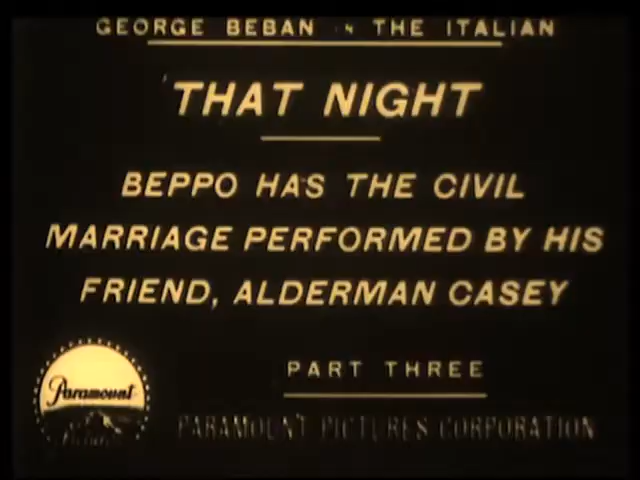 GEORGE BEBAN IN THE ITALIAN
THAT NIGHT
BEPPO HAS THE CIVIL
MARRIAGE PERFORMED BY HIS
FRIEND, ALDERMAN CASEY
PART THREE
Paramount
PARAMOUNT PICTURES CORPORATION